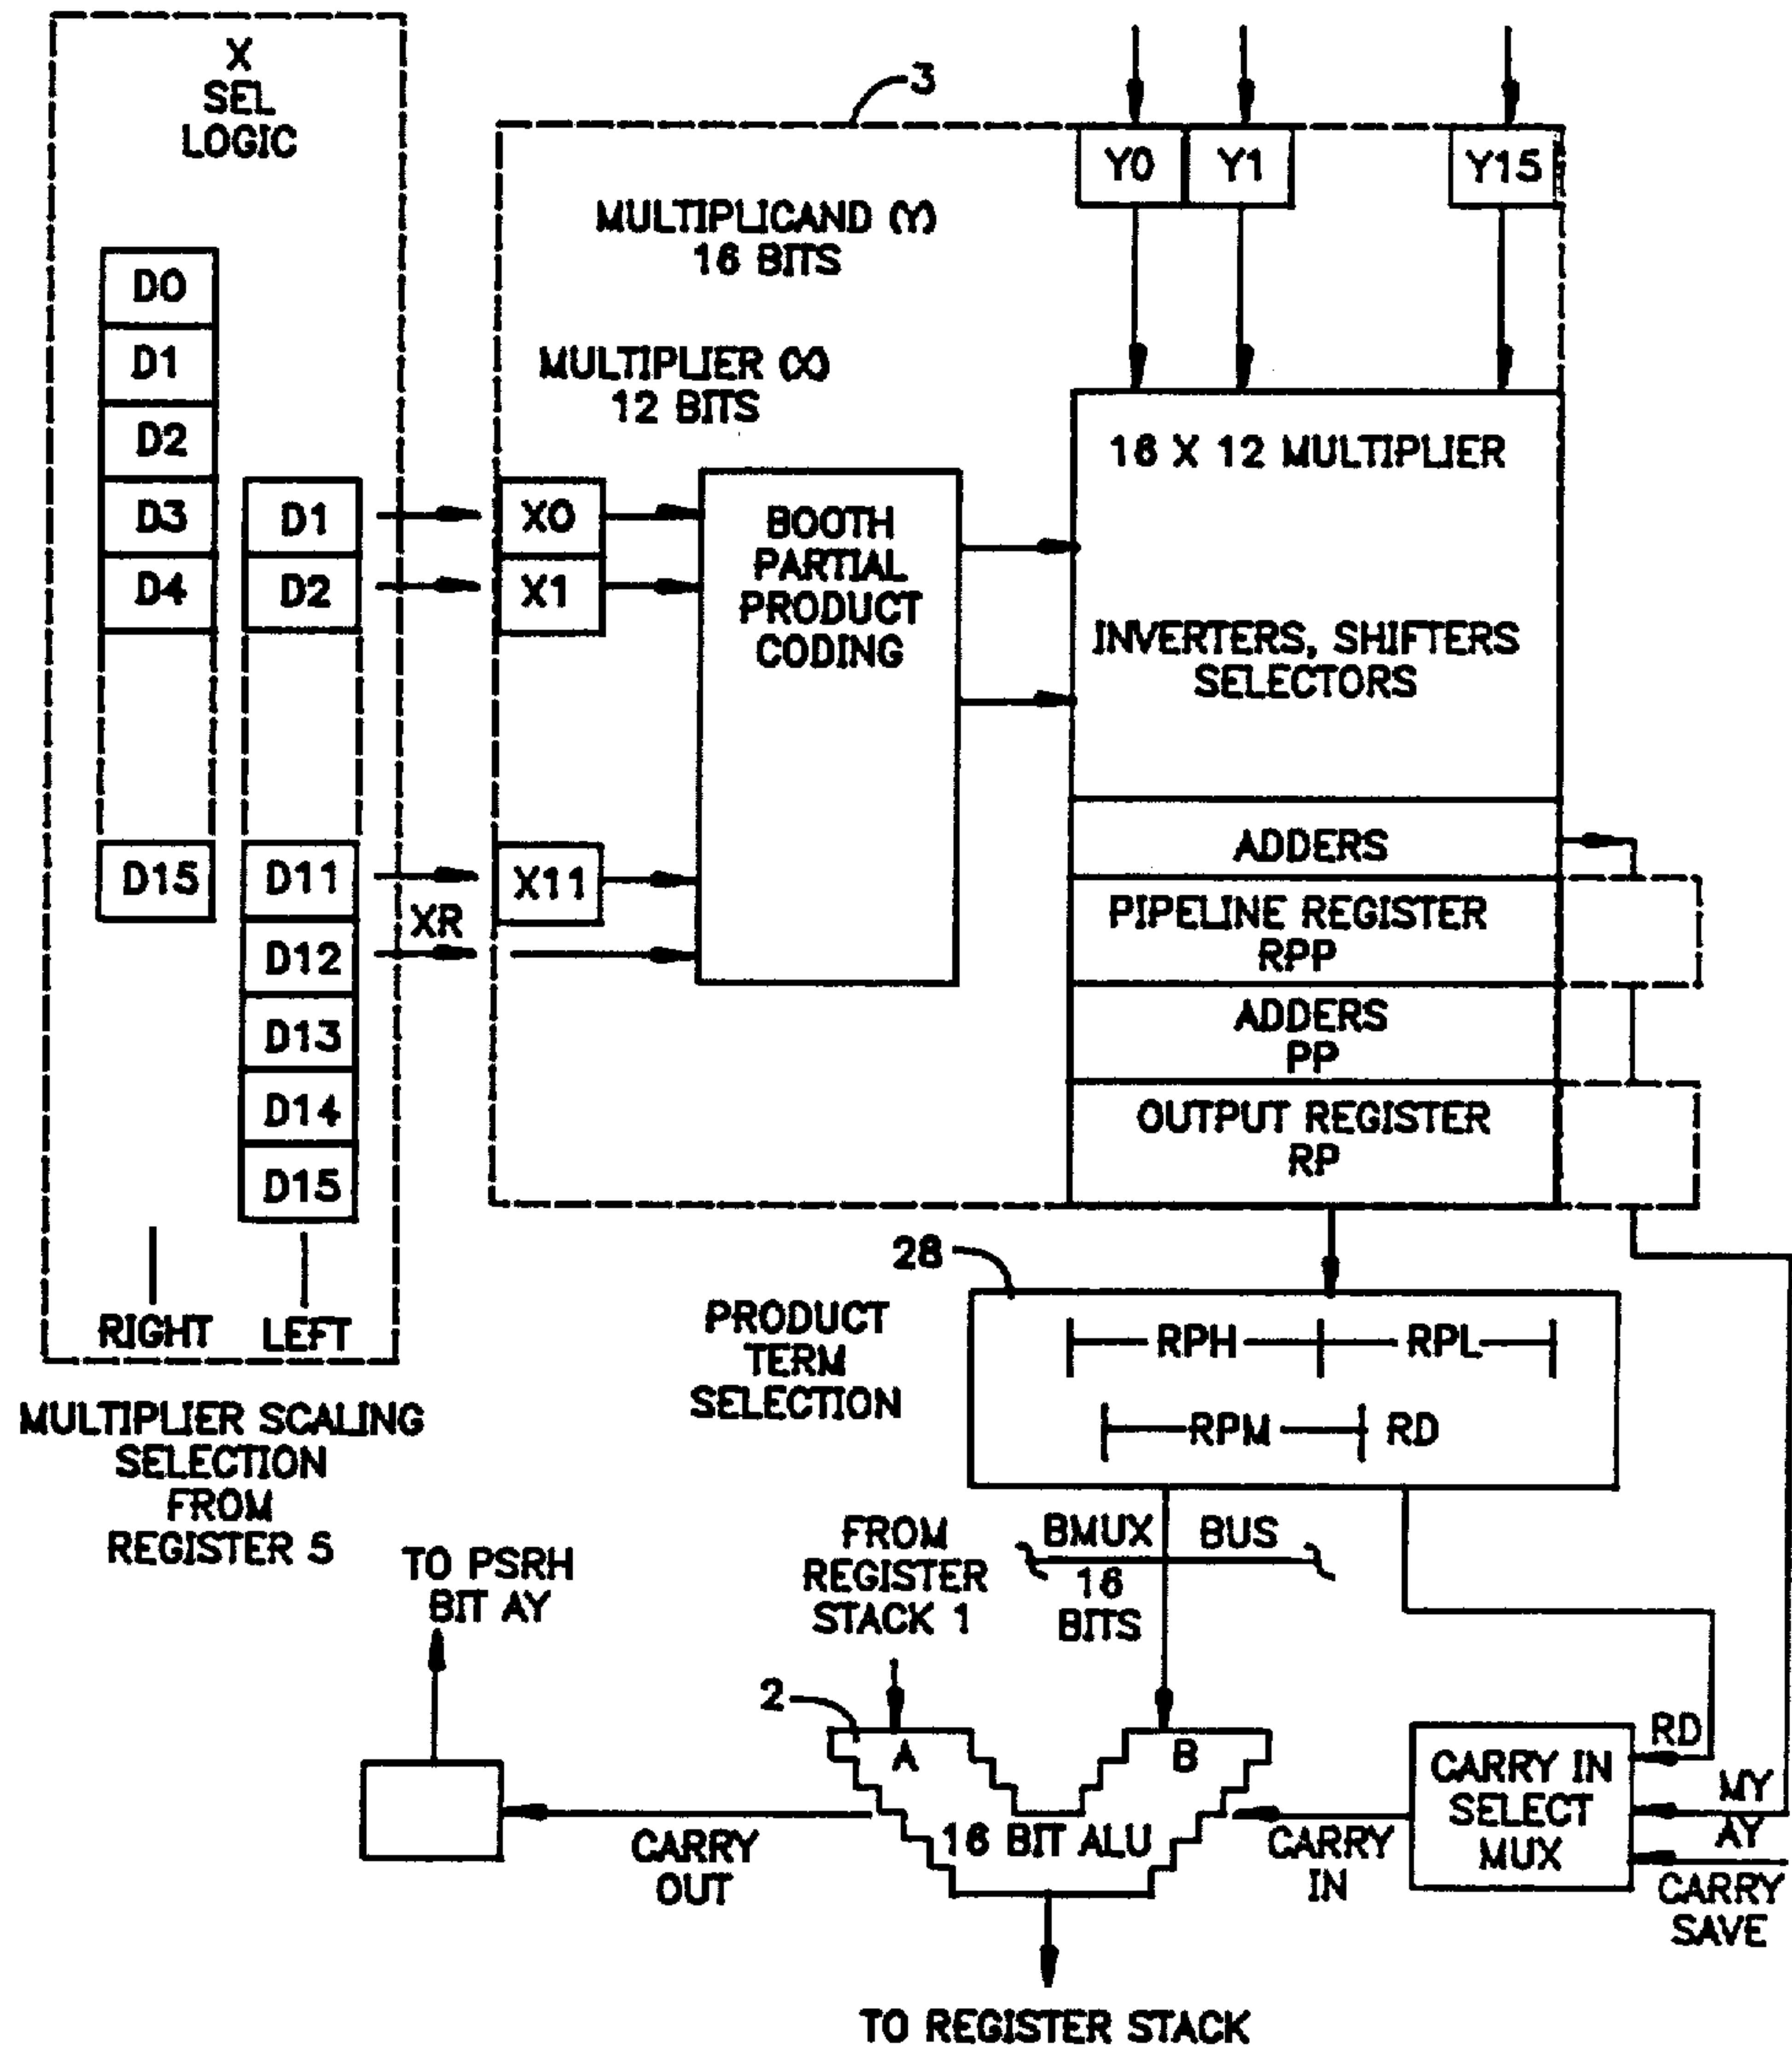 X
SEL
LOGIC
D0
D1
D2
D3
D4
D15
D1
D2
D11
D12
D13
D14
D15
RIGHT
LEFT
MULTIPLIER SCALING
SELECTION
FROM
REGISTER 5
XR
3
MULTIPLICAND (Y)
16 BITS
MULTIPLIER (X)
12 BITS
Y0
Y1
Y15
X0
X1
X11
BOOTH
PARTIAL
PRODUCT
CODING
16 X 12 MULTIPLIER
INVERTERS, SHIFTERS
SELECTORS
ADDERS
PIPELINE REGISTER
RPP
ADDERS
PP
OUTPUT REGISTER
RP
28
PRODUCT
TERM
SELECTION
RPH
RPL
RPM
RD
FROM
REGISTER
STACK 1
BMUX BUS
16
BITS
TO PSRH
BIT AY
2
A
B
16 BIT ALU
CARRY
OUT
CARRY
IN
CARRY IN
SELECT
MUX
RD
MY
AY
CARRY
SAVE
TO REGISTER STACK